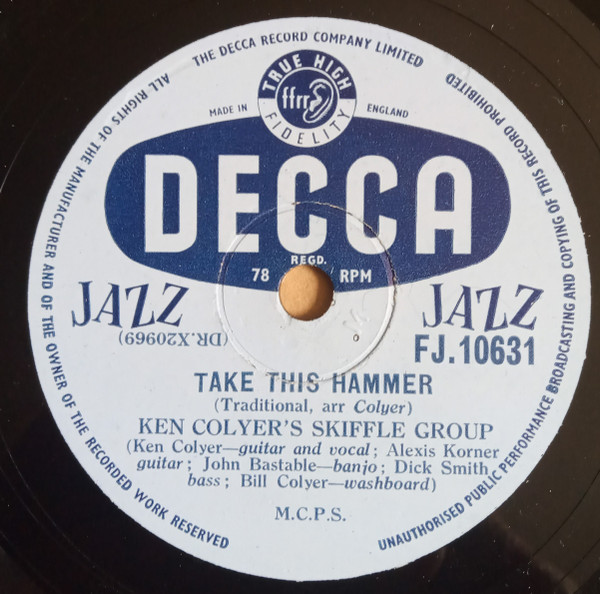 ALL RIGHTS OF THE MANUFACTURER AND OF THE OWNER OF THE RECORDED WORK RESERVED
THE DECCA RECORD COMPANY LIMITED
UNAUTHORISED PUBLIC PERFORMANCE BROADCASTING AND COPYING OF THIS RECORD PROHIBITED
TRUE HIGH
ffrr
FIDELITY
MADE IN ENGLAND
DECCA
REGD.
78 RPM
JAZZ JAZZ
(DR.X20969)
FJ.10631
TAKE THIS HAMMER
(Traditional, arr Colyer)
KEN COLYER'S SKIFFLE GROUP
(Ken Colyer—guitar and vocal; Alexis Korner
guitar; John Bastable—banjo; Dick Smith
bass; Bill Colyer—washboard)
M.C.P.S.